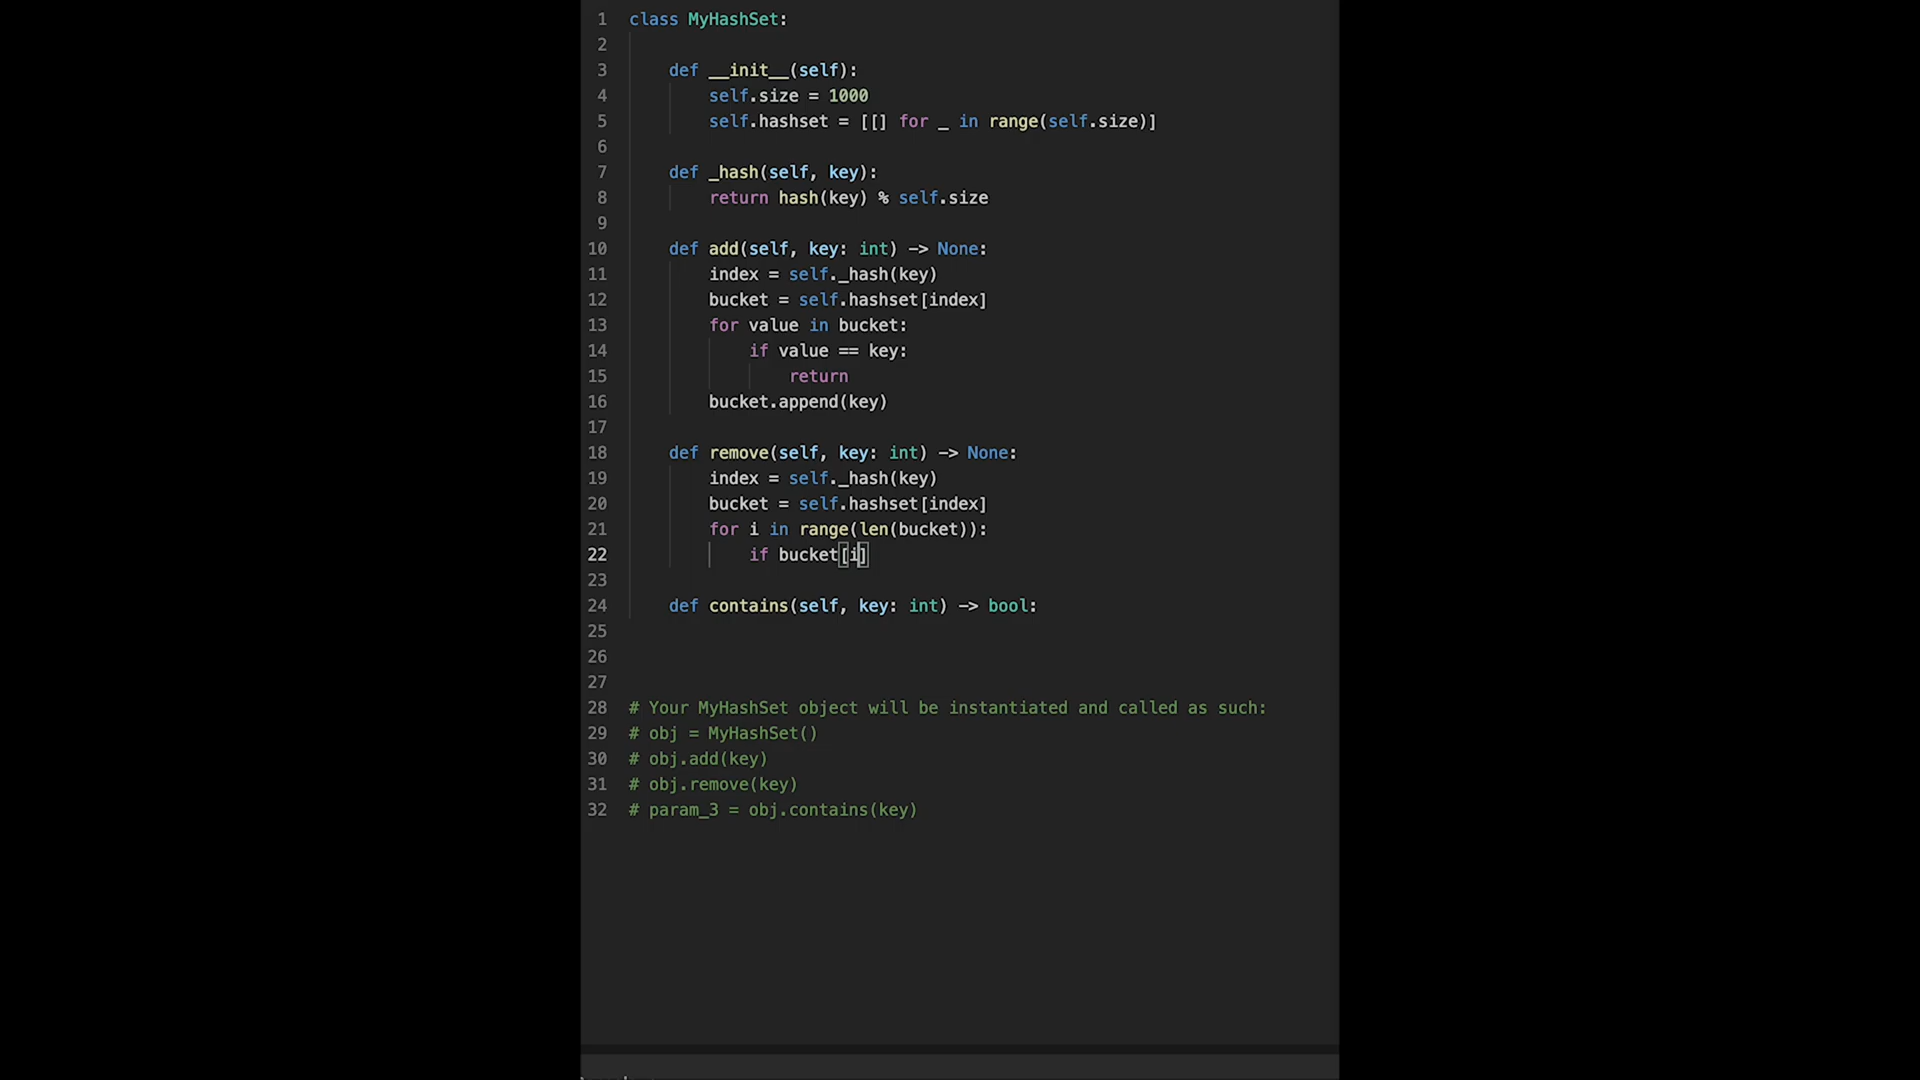 1 class MyHashSet:
2
3     def __init__(self):
4         self.size = 1000
5         self.hashset = [[] for _ in range(self.size)]
6
7     def _hash(self, key):
8         return hash(key) % self.size
9
10     def add(self, key: int) -> None:
11         index = self._hash(key)
12         bucket = self.hashset[index]
13         for value in bucket:
14             if value == key:
15                 return
16         bucket.append(key)
17
18     def remove(self, key: int) -> None:
19         index = self._hash(key)
20         bucket = self.hashset[index]
21         for i in range(len(bucket)):
22             if bucket[i]
23
24     def contains(self, key: int) -> bool:
25
26
27
28 # Your MyHashSet object will be instantiated and called as such:
29 # obj = MyHashSet()
30 # obj.add(key)
31 # obj.remove(key)
32 # param_3 = obj.contains(key)